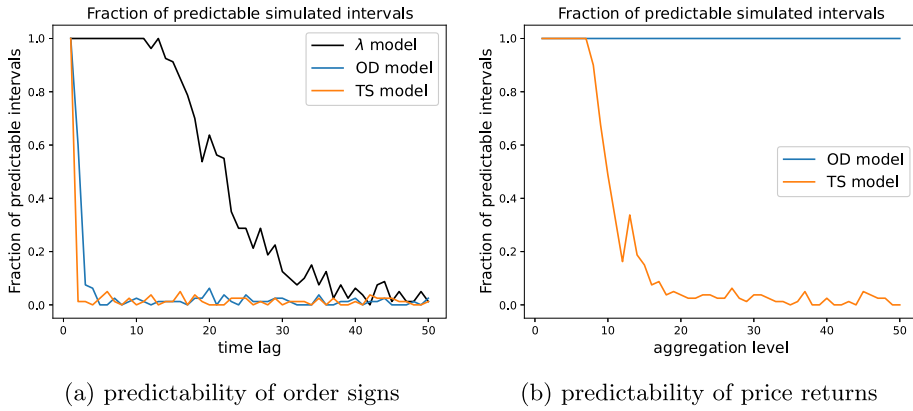 Fraction of predictable simulated intervals
Fraction of predictable intervals
1.0
0.8
0.6
0.4
0.2
0.0
λ model
OD model
TS model
0 10 20 30 40 50
time lag
(a) predictability of order signs
Fraction of predictable simulated intervals
Fraction of predictable intervals
1.0
0.8
0.6
0.4
0.2
0.0
OD model
TS model
0 10 20 30 40 50
aggregation level
(b) predictability of price returns